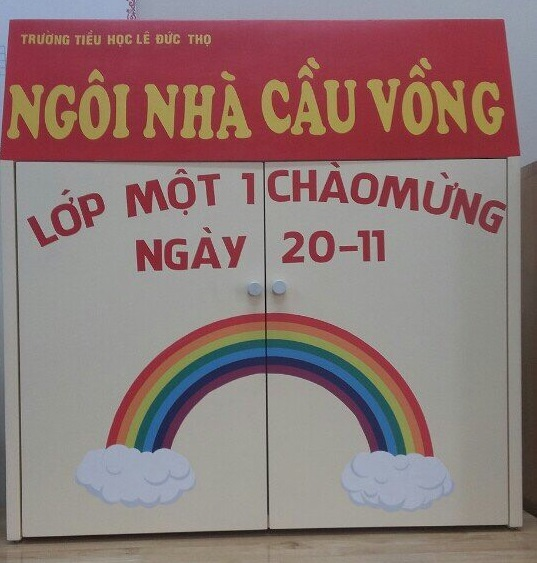 TRƯỜNG TIỂU HỌC LÊ ĐỨC THỌ
NGÔI NHÀ CẦU VỒNG
LỚP MỘT 1 CHÀOMỪNG
NGÀY 20-11